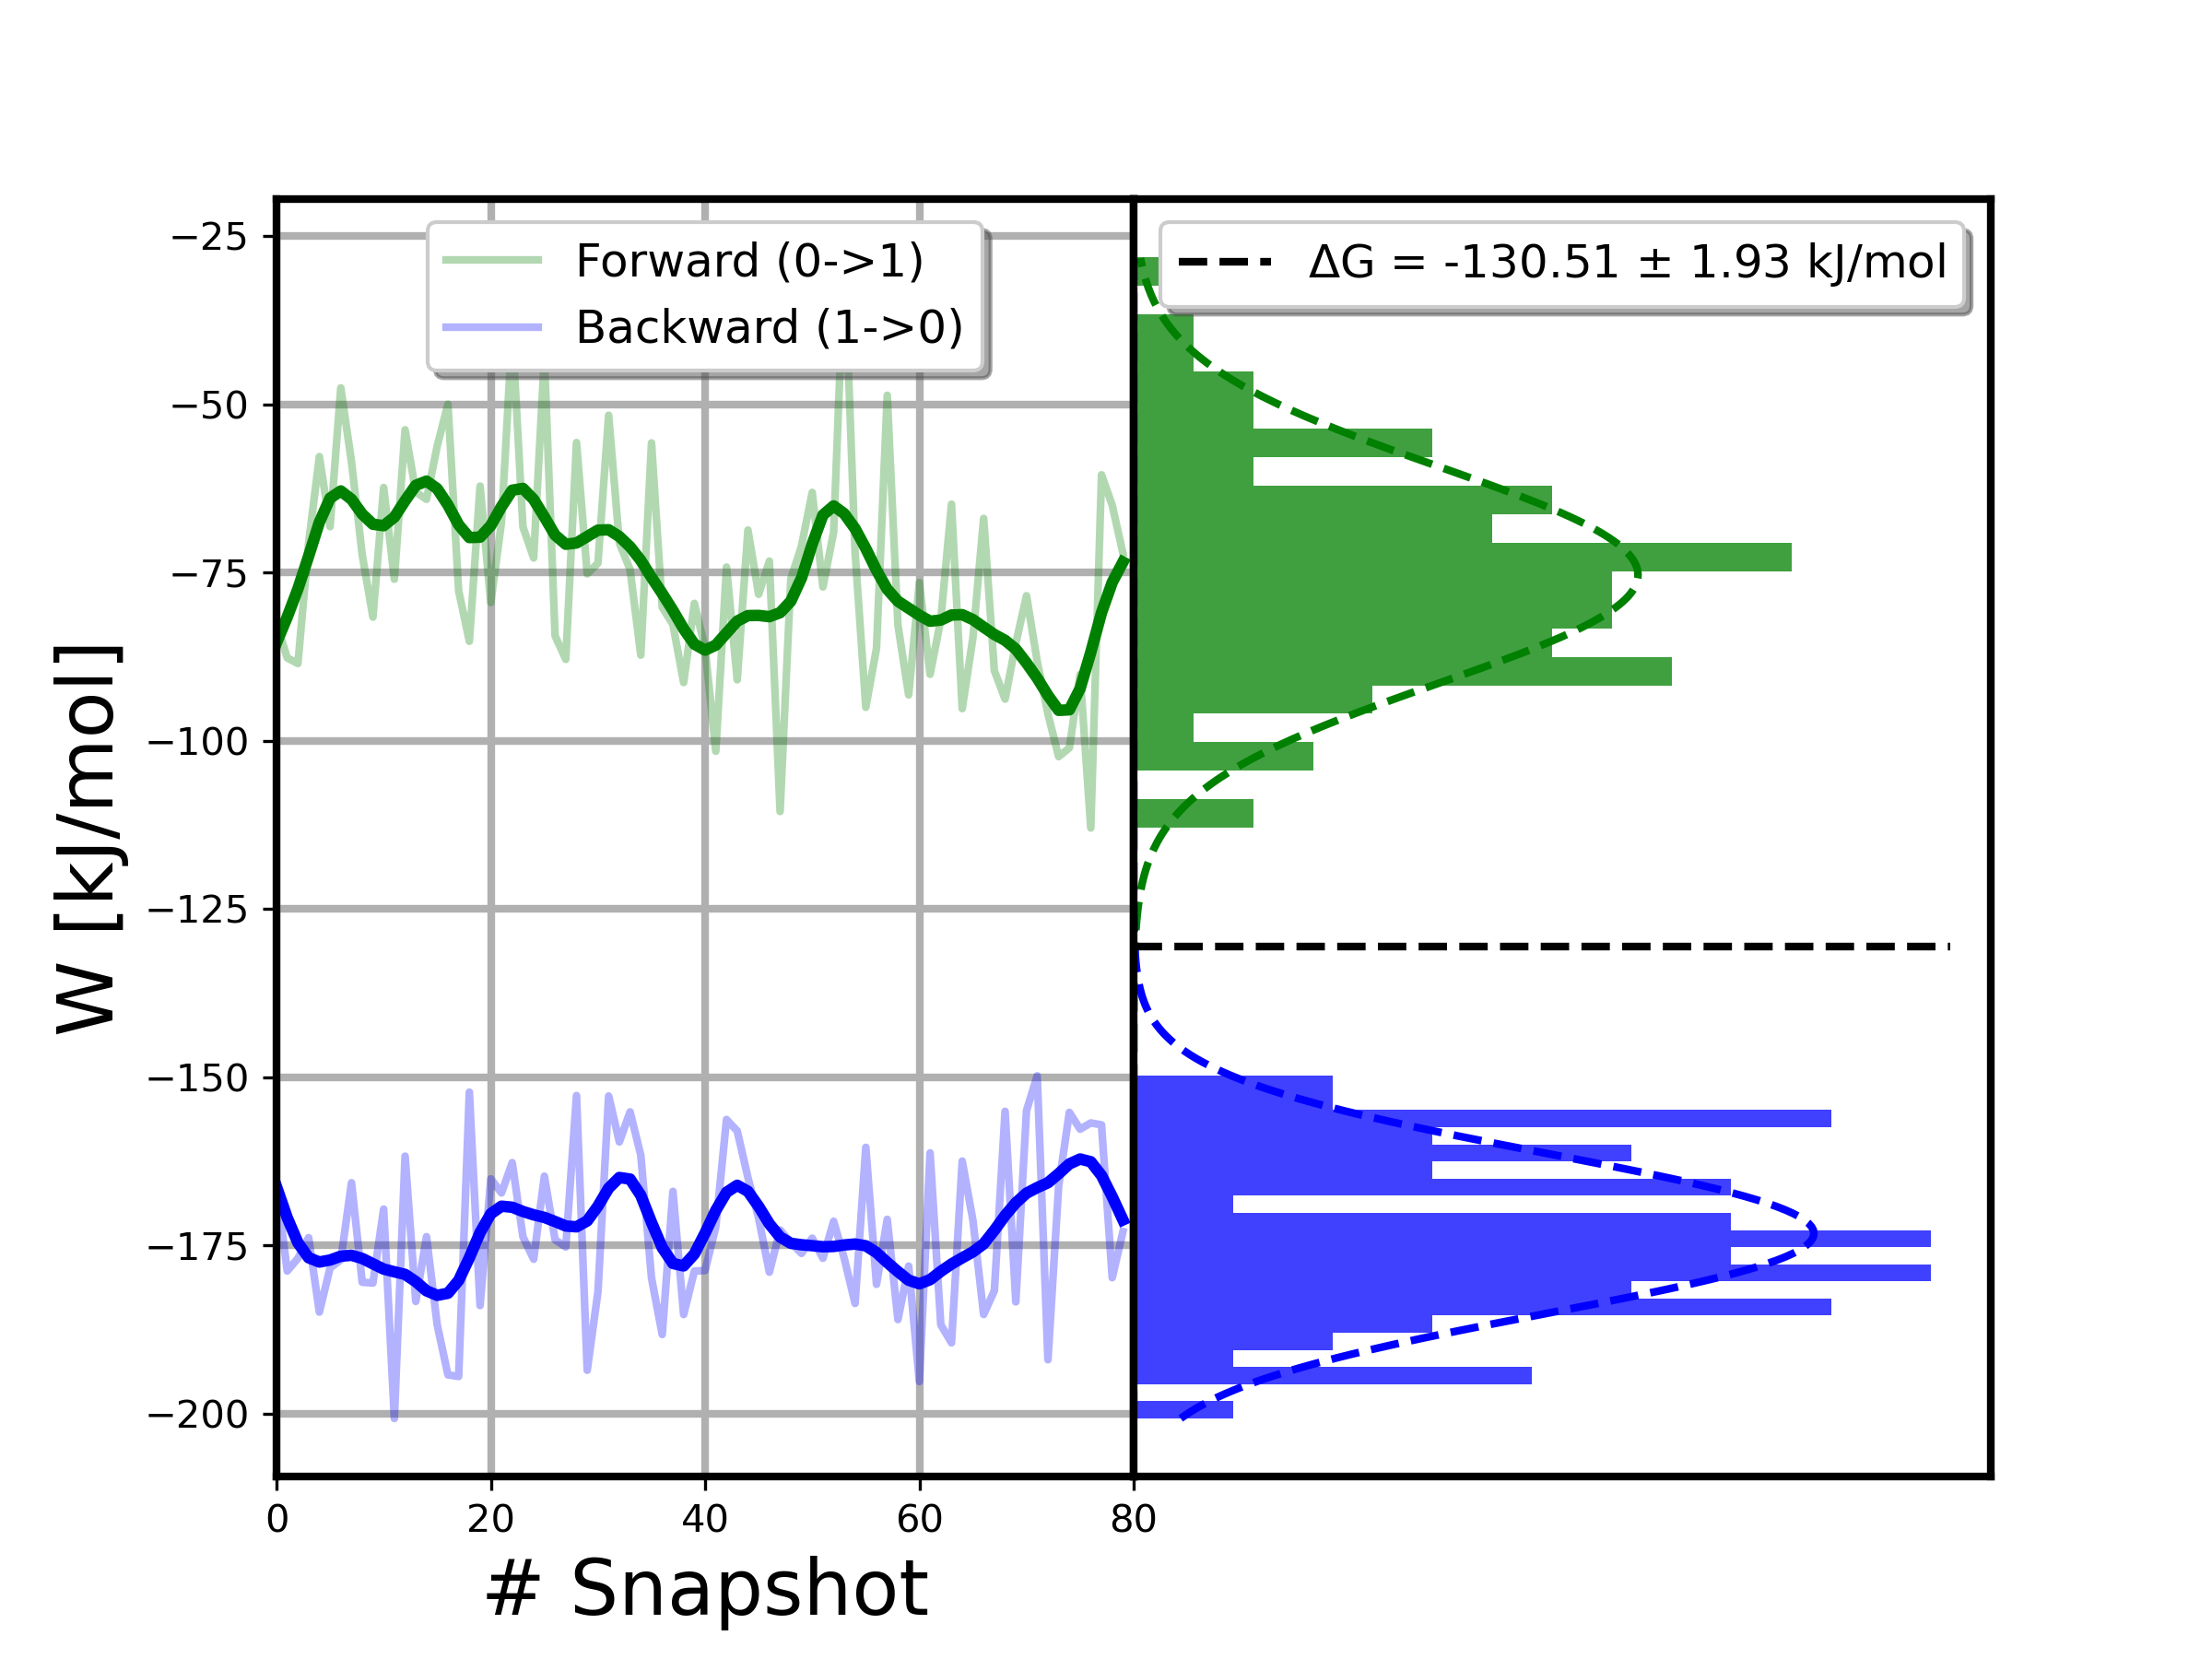 Forward (0->1)
Backward (1->0)
ΔG = -130.51 ± 1.93 kJ/mol
W [kJ/mol]
−25
−50
−75
−100
−125
−150
−175
−200
0 20 40 60 80
# Snapshot